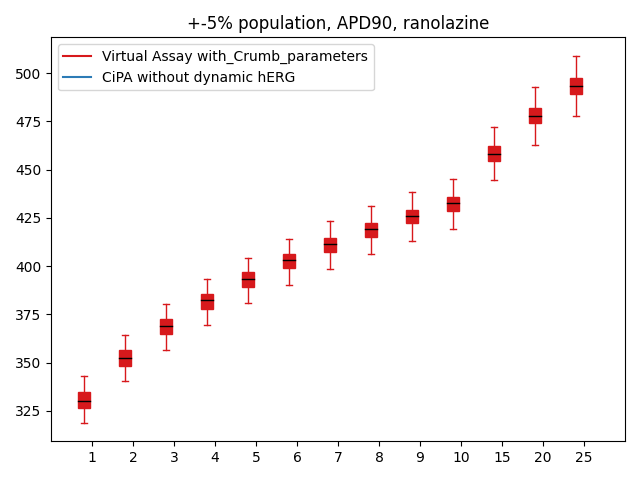 +-5% population, APD90, ranolazine
Virtual Assay with_Crumb_parameters
CiPA without dynamic hERG
500
475
450
425
400
375
350
325
1 2 3 4 5 6 7 8 9 10 15 20 25